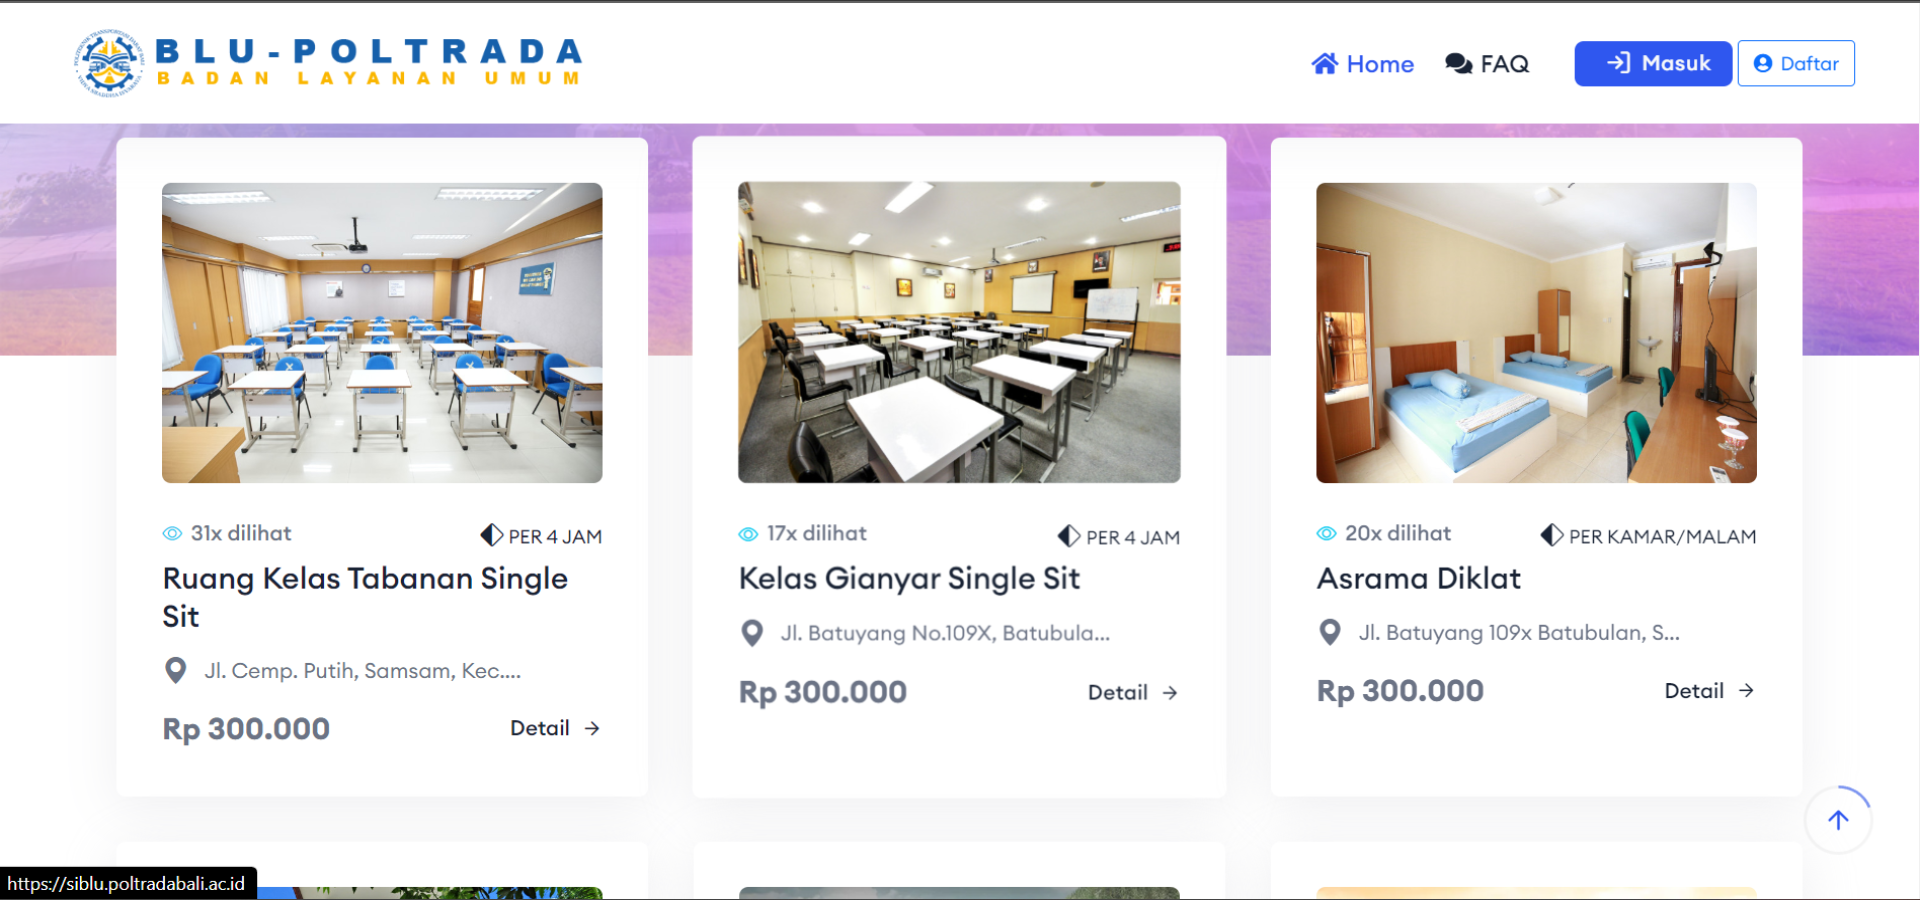 BLU-POLTRADA
BADAN LAYANAN UMUM
Home
FAQ
Masuk
Daftar
31x dilihat
PER 4 JAM
Ruang Kelas Tabanan Single
Sit
Jl. Cemp. Putih, Samsam, Kec....
Rp 300.000
Detail
17x dilihat
PER 4 JAM
Kelas Gianyar Single Sit
Jl. Batuyang No.109X, Batubula...
Rp 300.000
Detail
20x dilihat
PER KAMAR/MALAM
Asrama Diklat
Jl. Batuyang 109x Batubulan, S...
Rp 300.000
Detail
https://siblu.poltradabali.ac.id